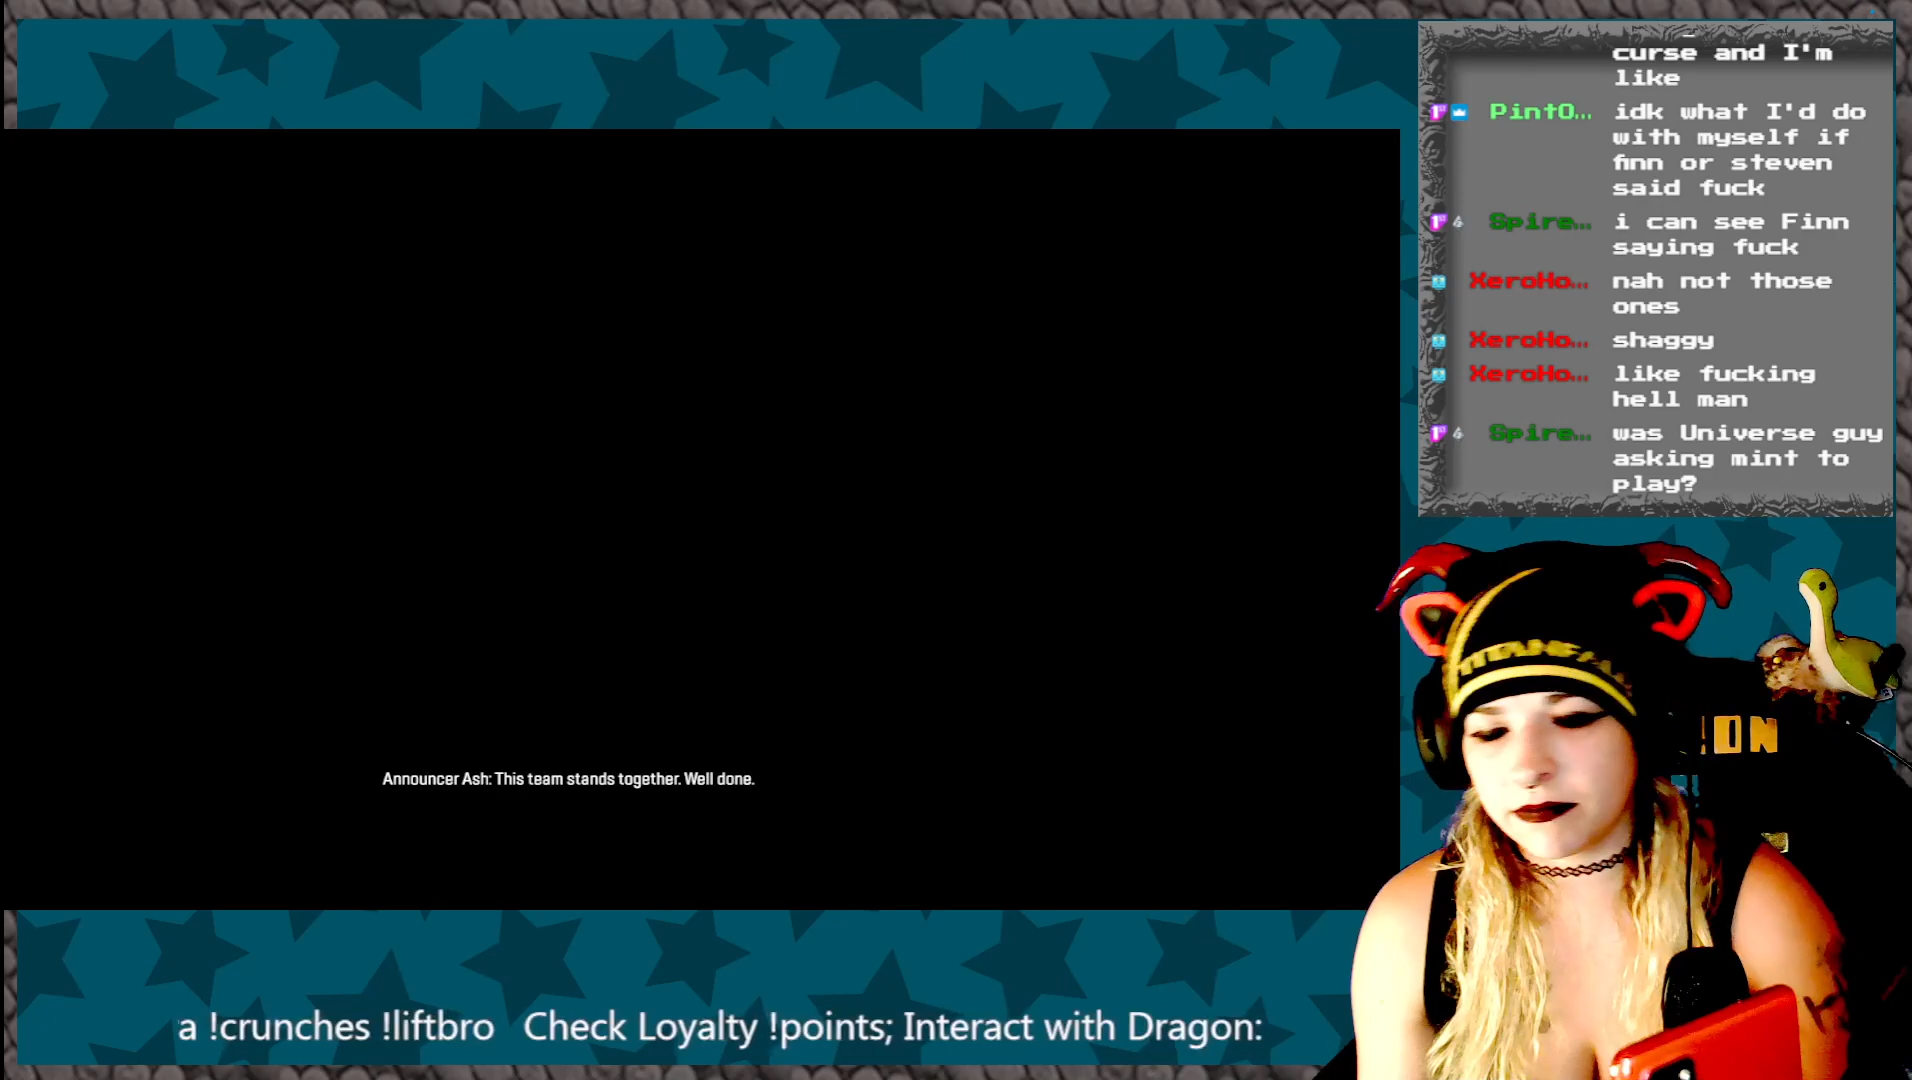 curse and I'm
like
PintO... idk what I'd do
with myself if
finn or steven
said fuck
Spire... i can see Finn
saying fuck
XeroHo... nah not those
ones
XeroHo... shaggy
XeroHo... like fucking
hell man
Spire... was Universe guy
asking mint to
play?
TITANFA
ION
Announcer Ash: This team stands together. Well done.
a !crunches !liftbro Check Loyalty !points; Interact with Dragon: